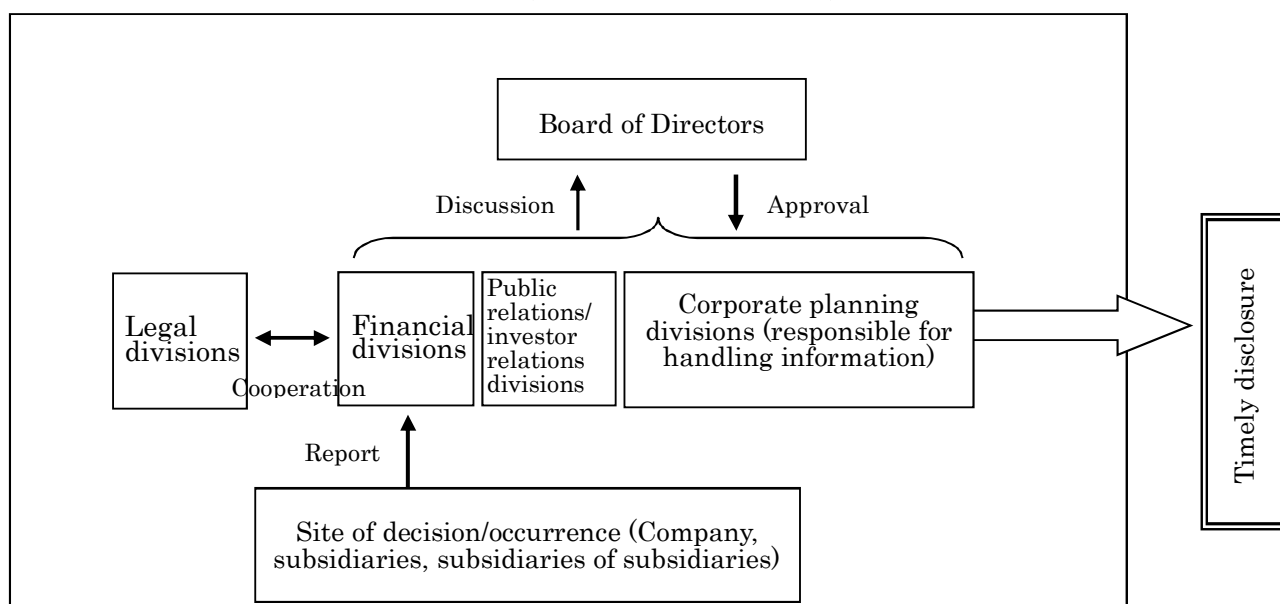 Board of Directors
Discussion
Approval
Legal
divisions
Cooperation
Financial
divisions
Public
relations/
investor
relations
divisions
Corporate planning
divisions (responsible for
handling information)
Timely disclosure
Report
Site of decision/occurrence (Company,
subsidiaries, subsidiaries of subsidiaries)